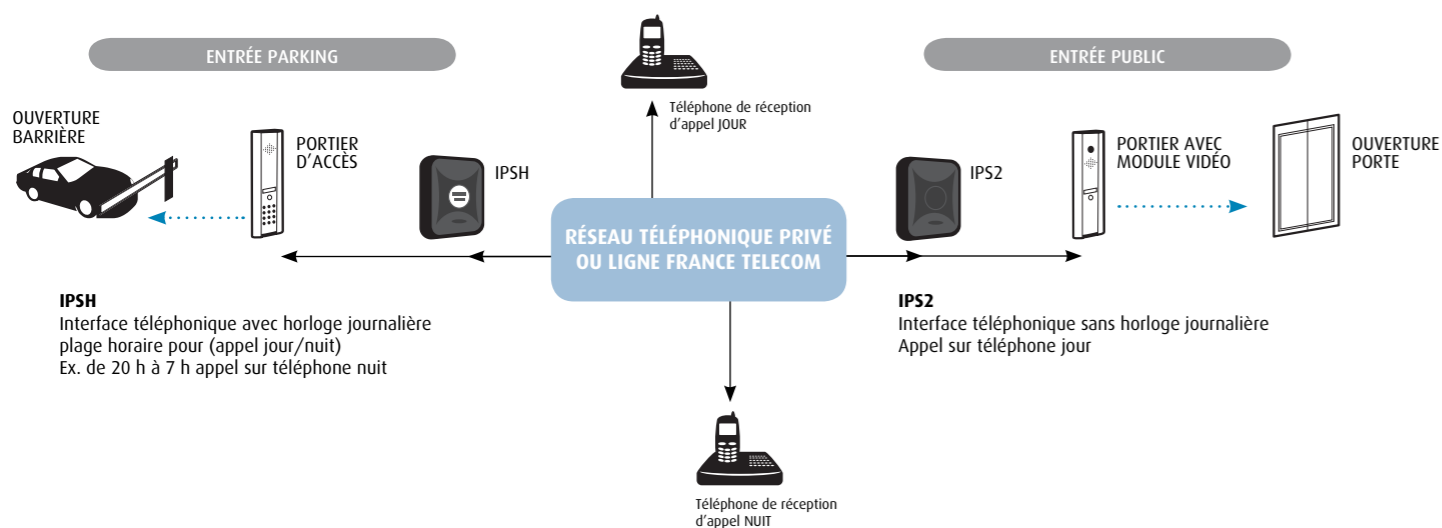 ENTRÉE PARKING
ENTRÉE PUBLIC
Téléphone de réception
d'appel JOUR
OUVERTURE
BARRIÈRE
PORTIER
D'ACCÈS
IPSH
IPS2
PORTIER AVEC
MODULE VIDÉO
OUVERTURE
PORTE
RÉSEAU TÉLÉPHONIQUE PRIVÉ
OU LIGNE FRANCE TELECOM
IPSH
Interface téléphonique avec horloge journalière
plage horaire pour (appel jour/nuit)
Ex. de 20 h à 7 h appel sur téléphone nuit
IPS2
Interface téléphonique sans horloge journalière
Appel sur téléphone jour
Téléphone de réception
d'appel NUIT